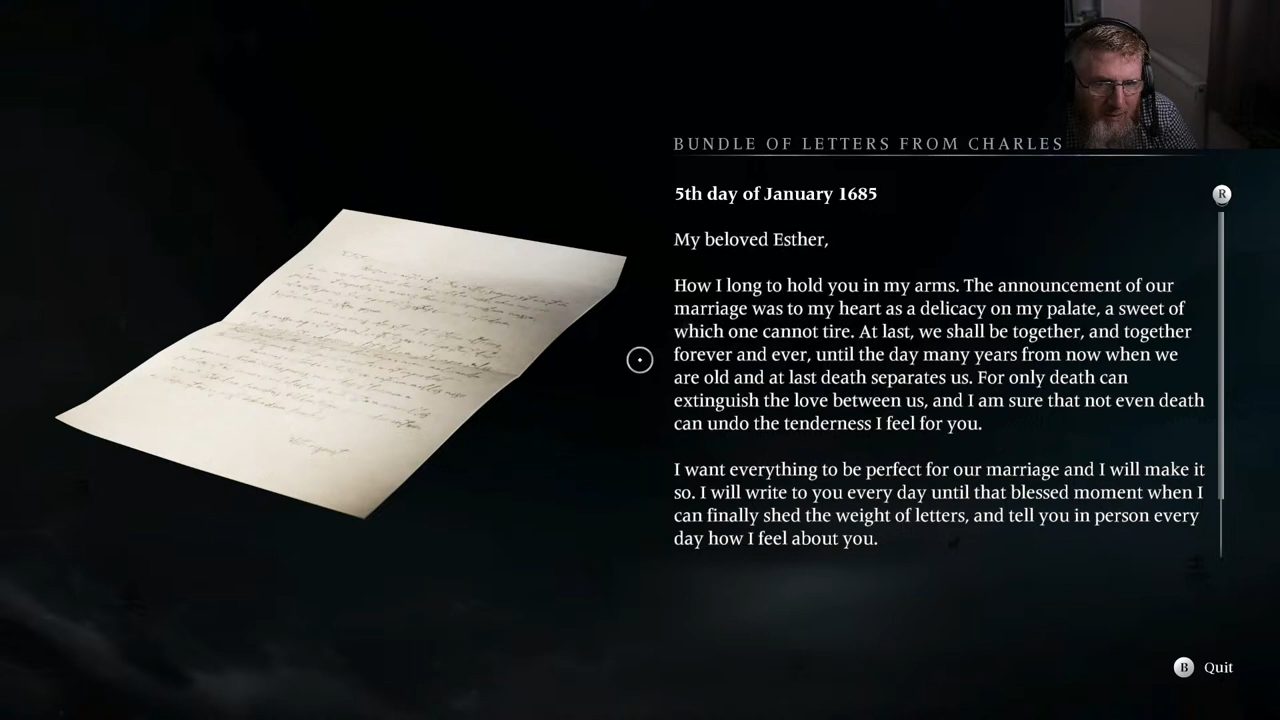 BUNDLE OF LETTERS FROM CHARLES
5th day of January 1685
R
My beloved Esther,
How I long to hold you in my arms. The announcement of our
marriage was to my heart as a delicacy on my palate, a sweet of
which one cannot tire. At last, we shall be together, and together
forever and ever, until the day many years from now when we
are old and at last death separates us. For only death can
extinguish the love between us, and I am sure that not even death
can undo the tenderness I feel for you.
I want everything to be perfect for our marriage and I will make it
so. I will write to you every day until that blessed moment when I
can finally shed the weight of letters, and tell you in person every
day how I feel about you.
B Quit